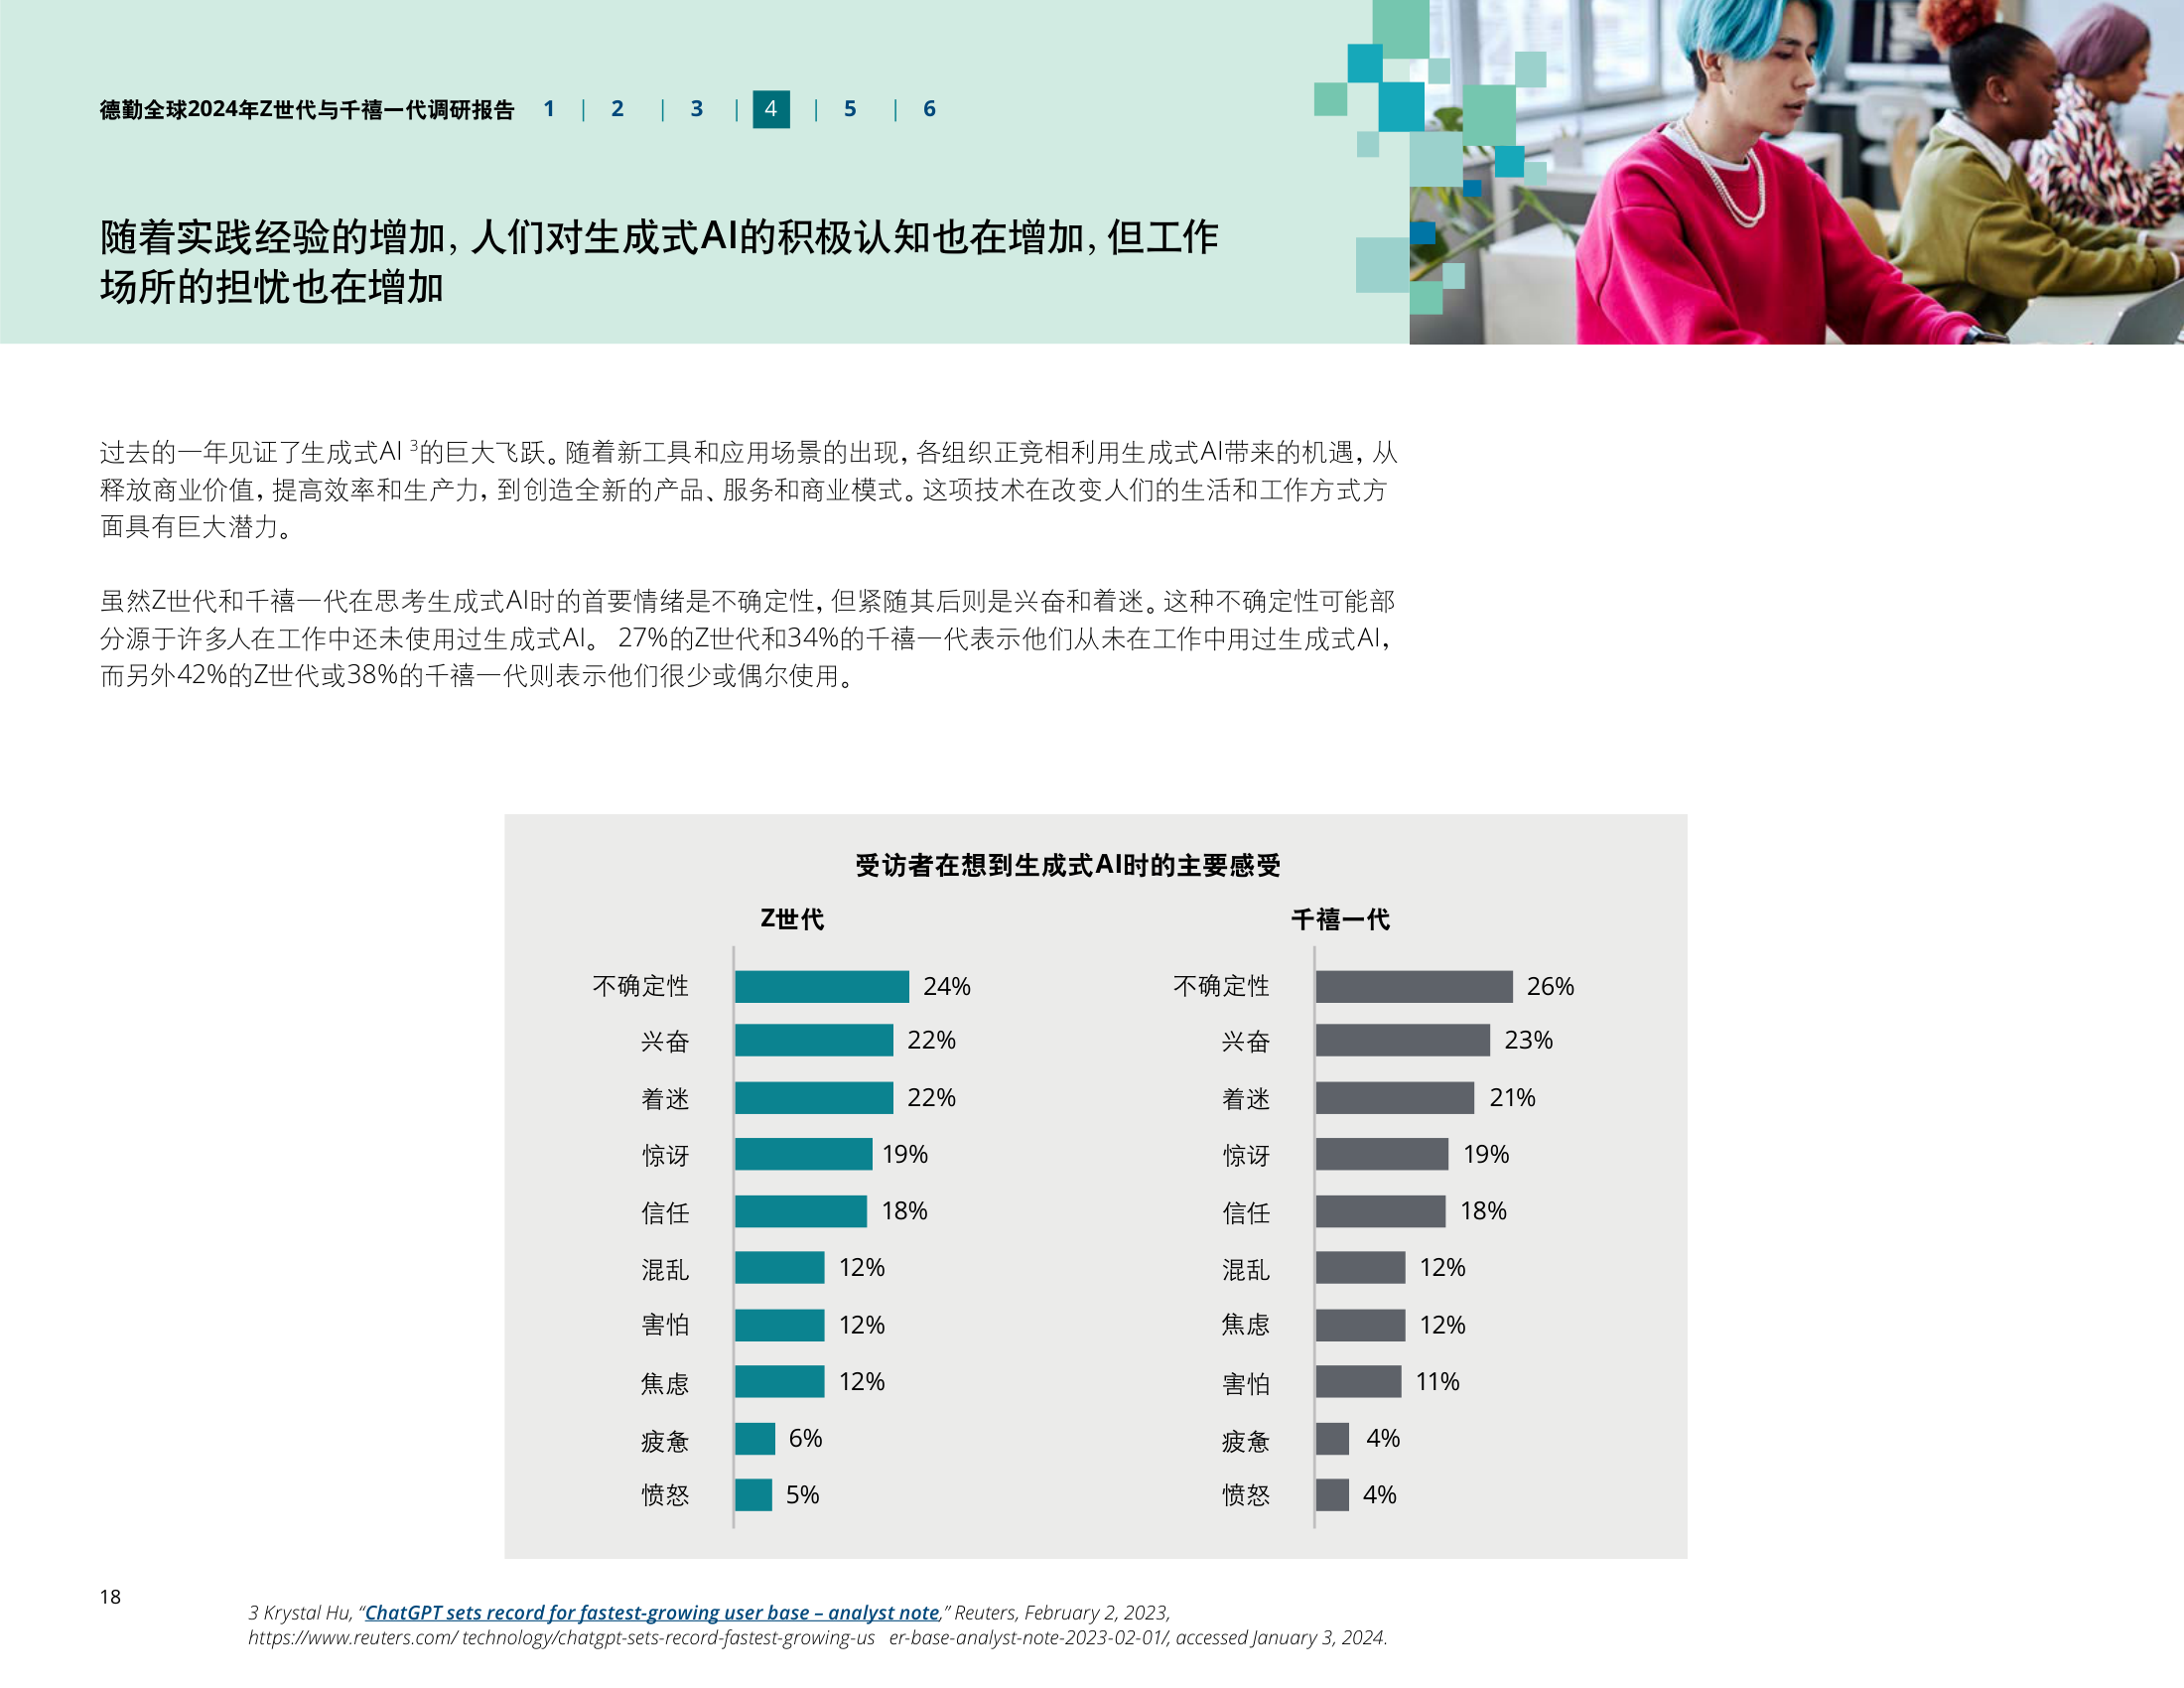 德勤全球2024年Z世代与千禧一代调研报告 1 | 2 | 3 | 4 | 5 | 6
随着实践经验的增加, 人们对生成式AI的积极认知也在增加, 但工作
场所的担忧也在增加
过去的一年见证了生成式AI ³的巨大飞跃。随着新工具和应用场景的出现, 各组织正竞相利用生成式AI带来的机遇, 从
释放商业价值, 提高效率和生产力, 到创造全新的产品、服务和商业模式。这项技术在改变人们的生活和工作方式方
面具有巨大潜力。
虽然Z世代和千禧一代在思考生成式AI时的首要情绪是不确定性, 但紧随其后则是兴奋和着迷。这种不确定性可能部
分源于许多人在工作中还未使用过生成式AI。 27%的Z世代和34%的千禧一代表示他们从未在工作中用过生成式AI,
而另外42%的Z世代或38%的千禧一代则表示他们很少或偶尔使用。
受访者在想到生成式AI时的主要感受
Z世代
不确定性 24%
兴奋 22%
着迷 22%
惊讶 19%
信任 18%
混乱 12%
害怕 12%
焦虑 12%
疲惫 6%
愤怒 5%
千禧一代
不确定性 26%
兴奋 23%
着迷 21%
惊讶 19%
信任 18%
混乱 12%
焦虑 12%
害怕 11%
疲惫 4%
愤怒 4%
18
3 Krystal Hu, “ChatGPT sets record for fastest-growing user base – analyst note,” Reuters, February 2, 2023,
https://www.reuters.com/ technology/chatgpt-sets-record-fastest-growing-us er-base-analyst-note-2023-02-01/, accessed January 3, 2024.